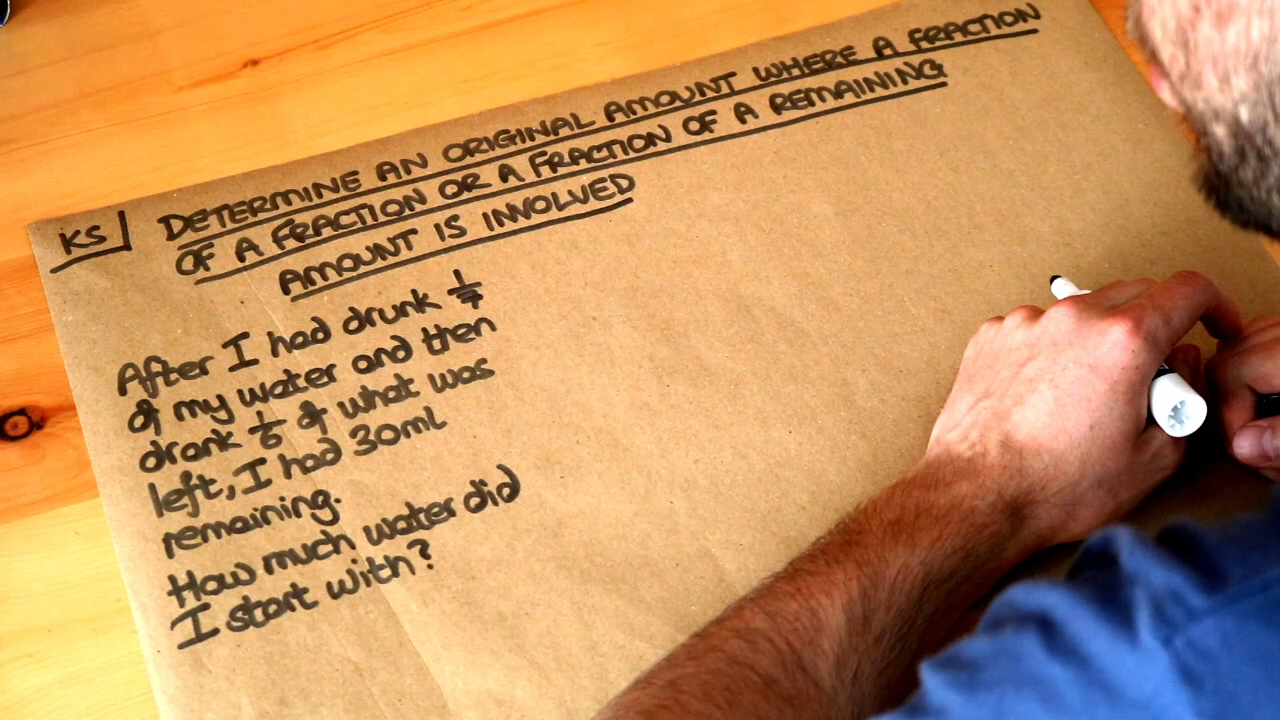 KS
DETERMINE AN ORIGINAL AMOUNT WHERE A FRACTION
OF A FRACTION OR A FRACTION OF A REMAINING
AMOUNT IS INVOLVED
After I had drunk 1/7
of my water and then
drank 1/6 of what was
left, I had 30mL
remaining.
How much water did
I start with?